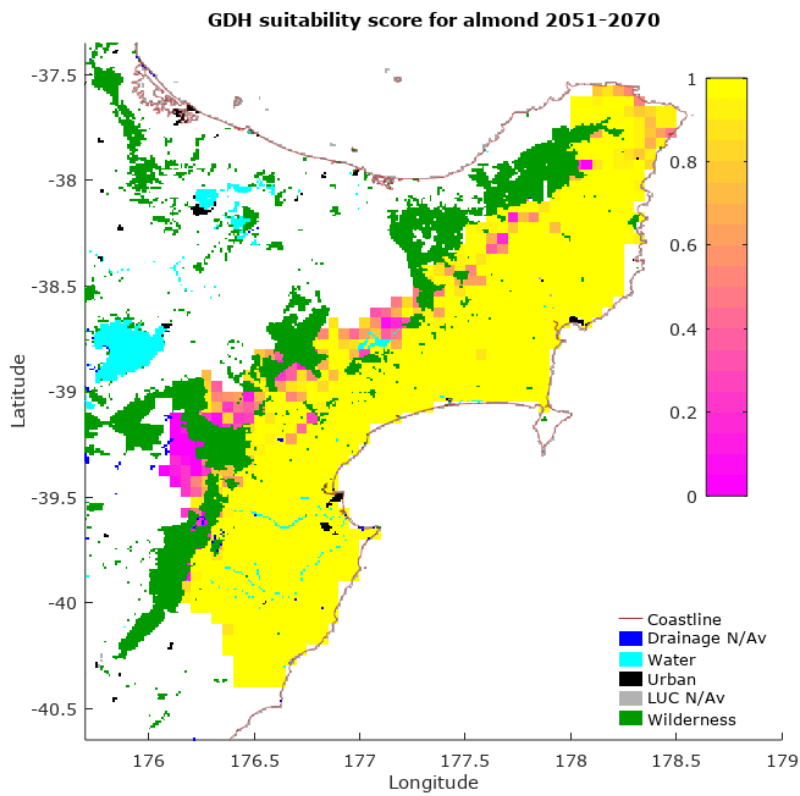 GDH suitability score for almond 2051-2070
-37.5
-38
-38.5
-39
-39.5
-40
-40.5
Latitude
176
176.5
177
177.5
178
178.5
179
Longitude
1
0.8
0.6
0.4
0.2
0
Coastline
Drainage N/Av
Water
Urban
LUC N/Av
Wilderness